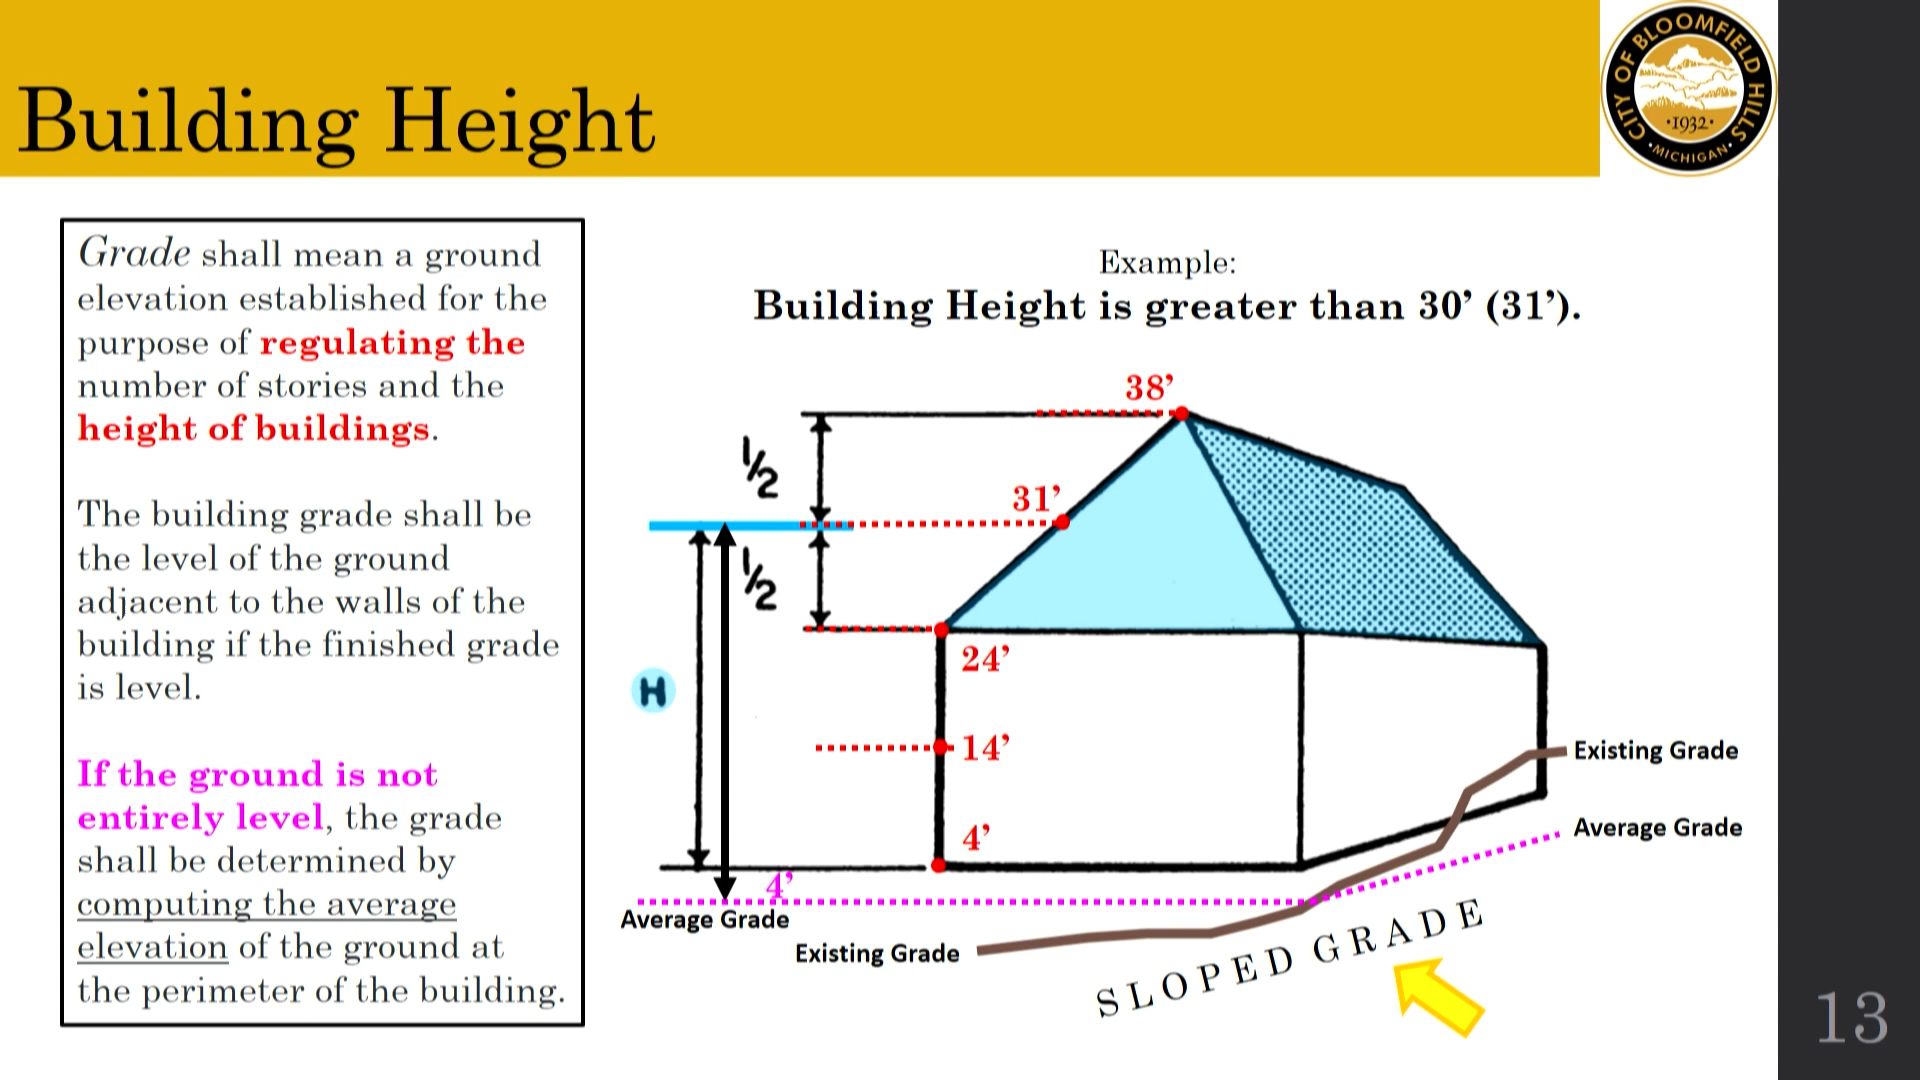 Building Height
CITY OF BLOOMFIELD HILLS
•1932•
•MICHIGAN•
Grade shall mean a ground
elevation established for the
purpose of regulating the
number of stories and the
height of buildings.
The building grade shall be
the level of the ground
adjacent to the walls of the
building if the finished grade
is level.
If the ground is not
entirely level, the grade
shall be determined by
computing the average
elevation of the ground at
the perimeter of the building.
Example:
Building Height is greater than 30’ (31’).
38’
1/2
31’
1/2
24’
H
14’
Existing Grade
4’
Average Grade
4’
Average Grade
Existing Grade
SLOPED GRADE
13